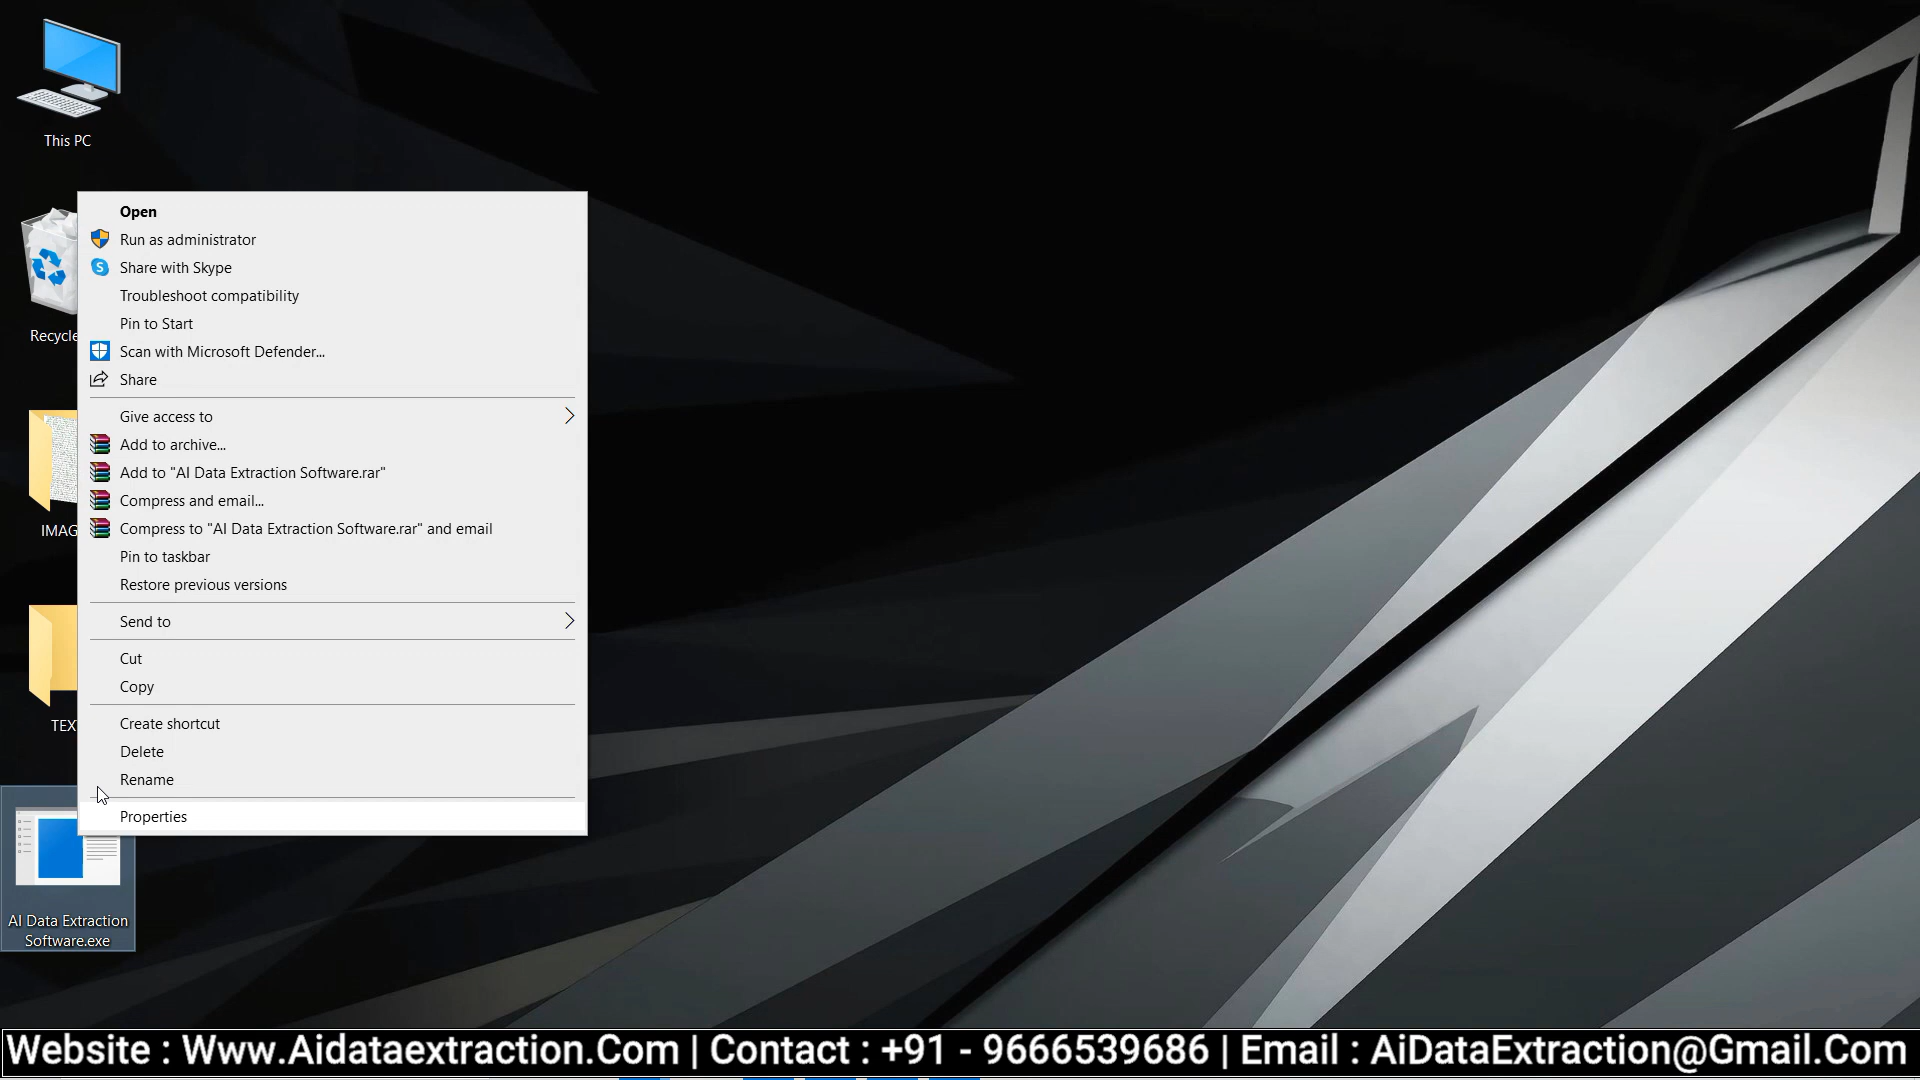 This PC
Recycle
IMAG
TEX
AI Data Extraction
Software.exe
Open
Run as administrator
Share with Skype
Troubleshoot compatibility
Pin to Start
Scan with Microsoft Defender...
Share
Give access to
Add to archive...
Add to "AI Data Extraction Software.rar"
Compress and email...
Compress to "AI Data Extraction Software.rar" and email
Pin to taskbar
Restore previous versions
Send to
Cut
Copy
Create shortcut
Delete
Rename
Properties
Website : Www.Aidataextraction.Com | Contact : +91 - 9666539686 | Email : AiDataExtraction@Gmail.Com